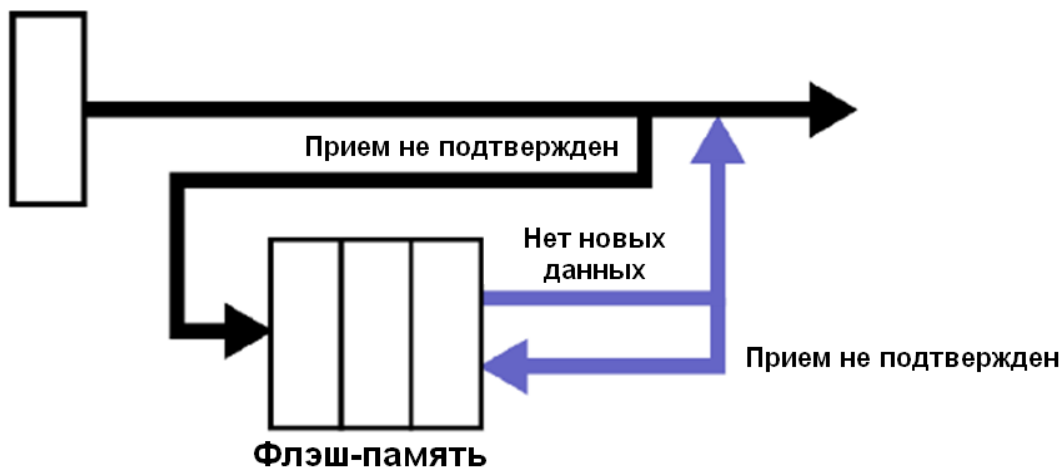 Прием не подтвержден
Нет новых
данных
Прием не подтвержден
Флэш-память